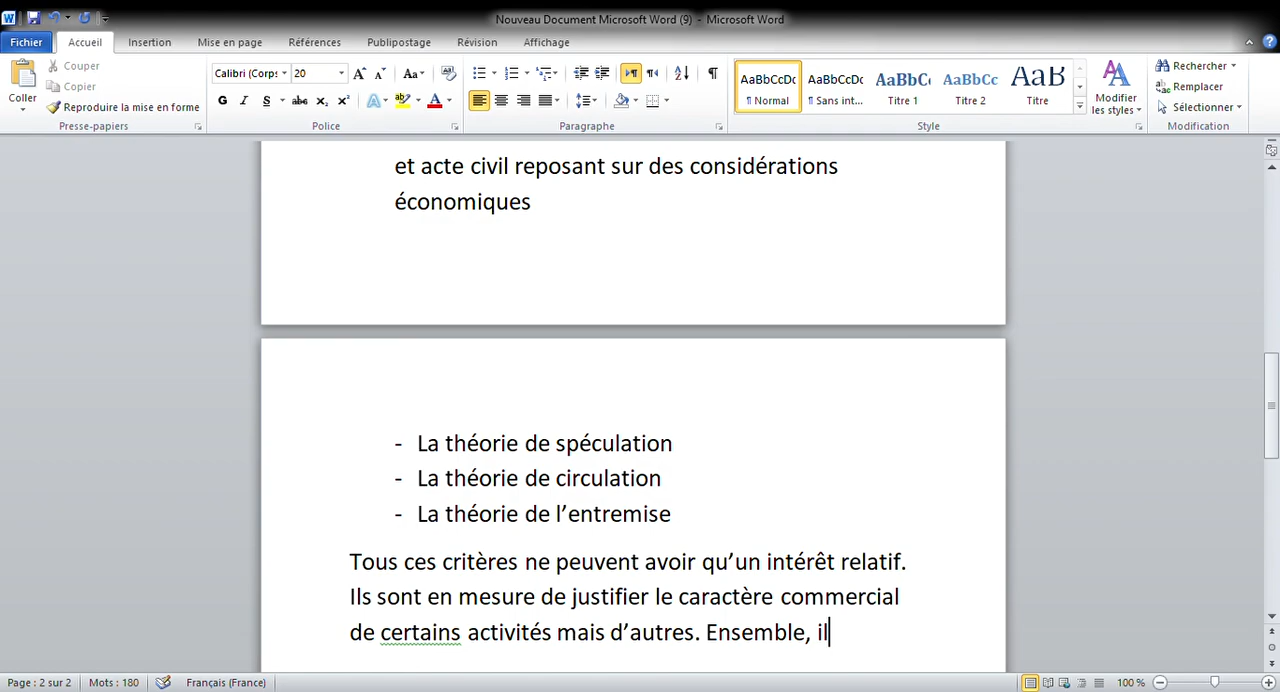 Nouveau Document Microsoft Word (9) - Microsoft Word
Fichier Accueil Insertion Mise en page Références Publipostage Révision Affichage
Coller
Couper
Copier
Reproduire la mise en forme
Presse-papiers
Calibri (Corps 20
G I S abc x₂ x² A ab A
Aa
Police
Paragraphe
AaBbCcDc AaBbCcDc AaBbC AaBbCc AaB
¶ Normal ¶ Sans int... Titre 1 Titre 2 Titre
Modifier
les styles
Style
Rechercher
Remplacer
Sélectionner
Modification
et acte civil reposant sur des considérations
économiques
- La théorie de spéculation
- La théorie de circulation
- La théorie de l’entremise
Tous ces critères ne peuvent avoir qu’un intérêt relatif.
Ils sont en mesure de justifier le caractère commercial
de certains activités mais d’autres. Ensemble, il
Page : 2 sur 2 Mots : 180 Français (France) 100 %